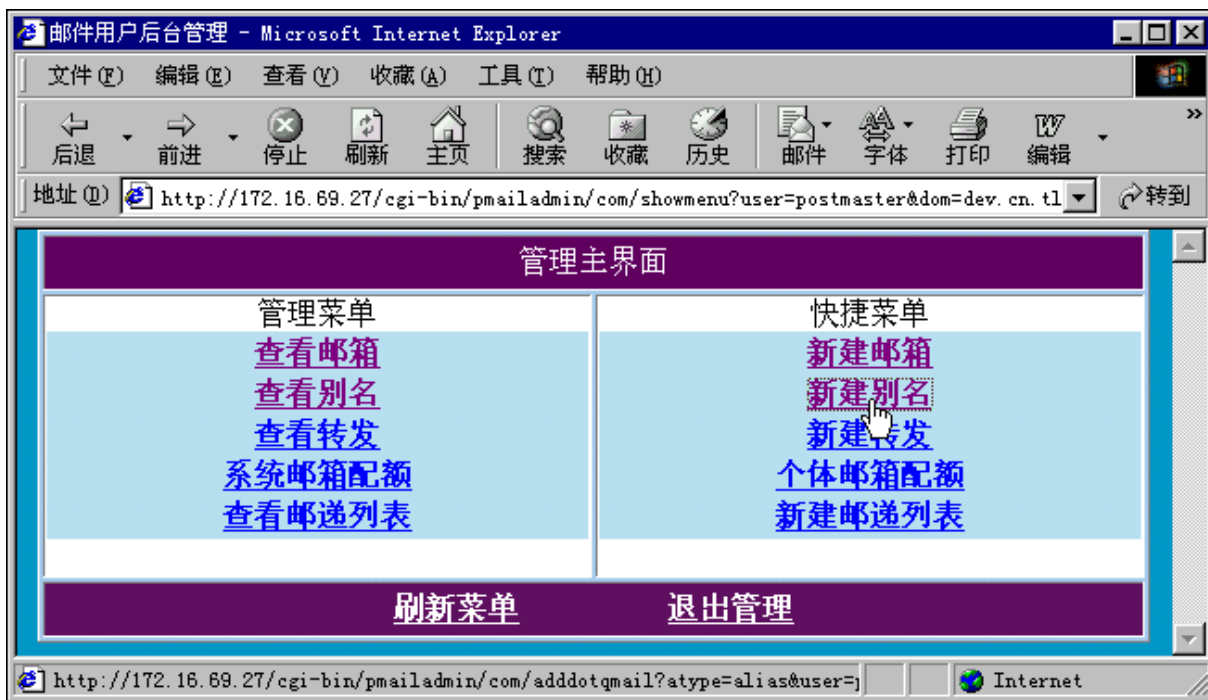 邮件用户后台管理 - Microsoft Internet Explorer
文件(F) 编辑(E) 查看(V) 收藏(A) 工具(T) 帮助(H)
后退 前进 停止 刷新 主页 搜索 收藏 历史 邮件 字体 打印 编辑 »
地址(D) http://172.16.69.27/cgi-bin/pmailadmin/com/showmenu?user=postmaster&dom=dev.cn.tl 转到
管理主界面
管理菜单 快捷菜单
查看邮箱 新建邮箱
查看别名 新建别名
查看转发 新建转发
系统邮箱配额 个体邮箱配额
查看邮递列表 新建邮递列表
刷新菜单 退出管理
http://172.16.69.27/cgi-bin/pmailadmin/com/adddotqmail?atype=alias&user= Internet